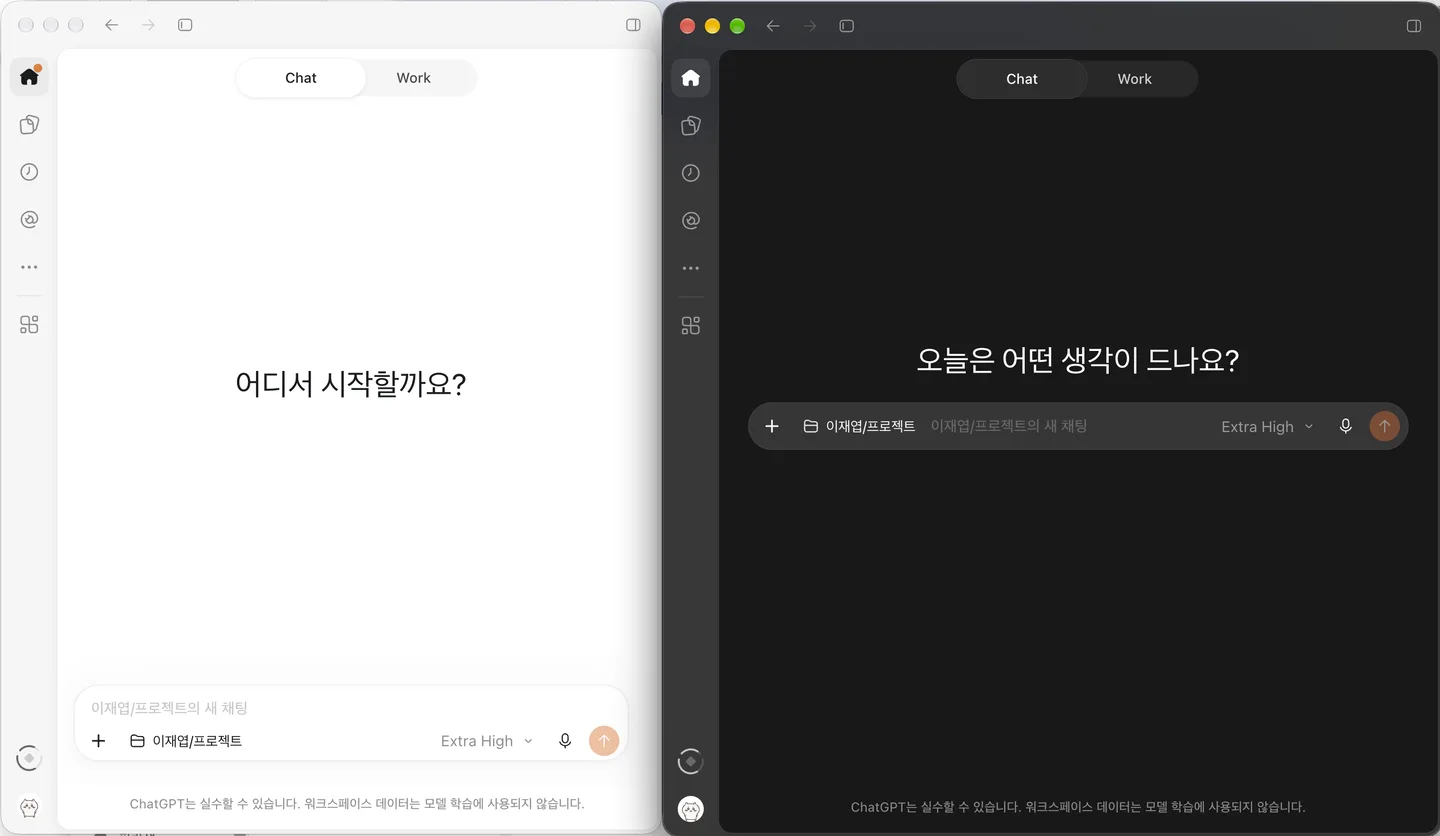 Chat Work
어디서 시작할까요?
이재엽/프로젝트의 새 채팅
이재엽/프로젝트 Extra High
ChatGPT는 실수할 수 있습니다. 워크스페이스 데이터는 모델 학습에 사용되지 않습니다.
Chat Work
오늘은 어떤 생각이 드나요?
이재엽/프로젝트 이재엽/프로젝트의 새 채팅 Extra High
ChatGPT는 실수할 수 있습니다. 워크스페이스 데이터는 모델 학습에 사용되지 않습니다.